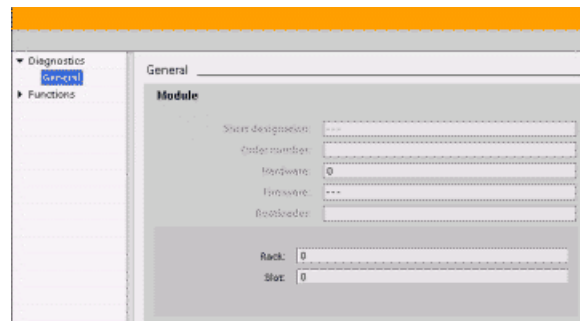 Diagnostics
General
Functions
General
Module
Short designation: ---
Order number:
Hardware: 0
Firmware: ---
Bootloader:
Rack: 0
Slot: 0